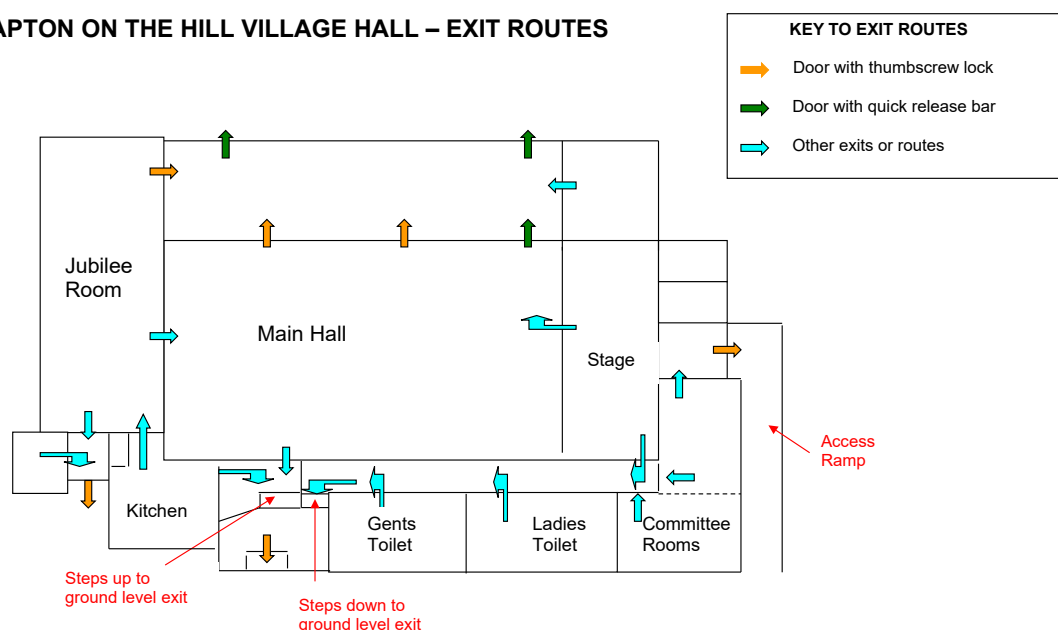 APTON ON THE HILL VILLAGE HALL – EXIT ROUTES
KEY TO EXIT ROUTES
Door with thumbscrew lock
Door with quick release bar
Other exits or routes
Jubilee
Room
Main Hall
Stage
Access
Ramp
Kitchen
Gents
Toilet
Ladies
Toilet
Committee
Rooms
Steps up to
ground level exit
Steps down to
ground level exit